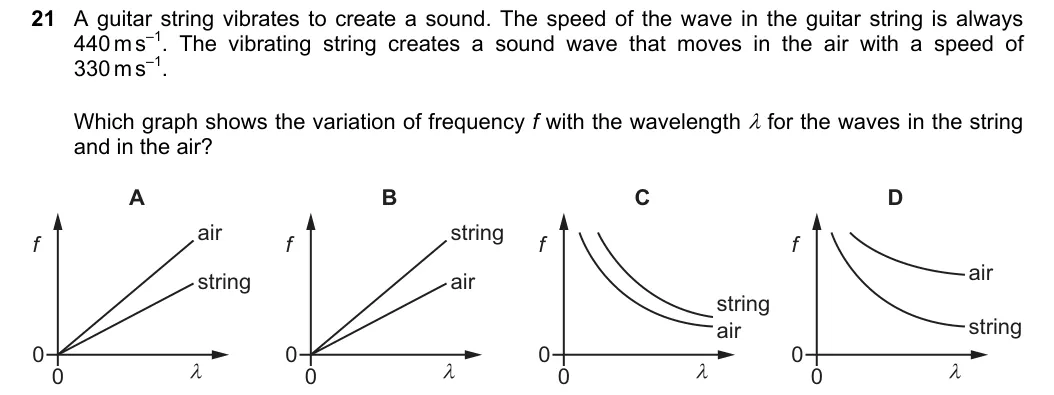 21 A guitar string vibrates to create a sound. The speed of the wave in the guitar string is always
440 m s⁻¹. The vibrating string creates a sound wave that moves in the air with a speed of
330 m s⁻¹.
Which graph shows the variation of frequency f with the wavelength λ for the waves in the string
and in the air?
A
f
air
string
0
0
λ
B
f
string
air
0
0
λ
C
f
string
air
0
0
λ
D
f
air
string
0
0
λ